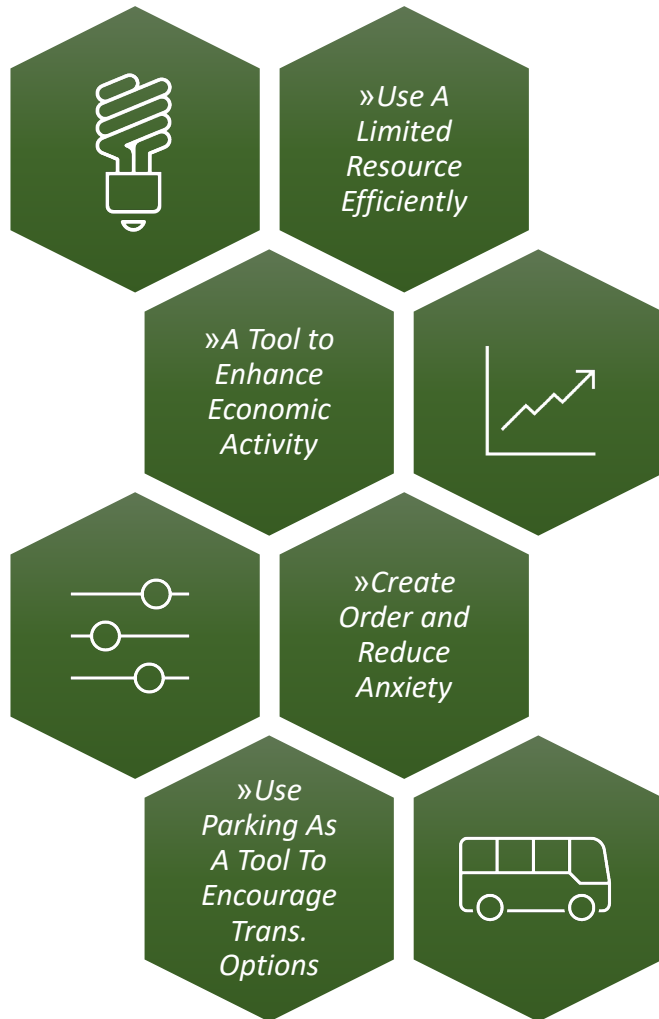 »Use A
Limited
Resource
Efficiently
»A Tool to
Enhance
Economic
Activity
»Create
Order and
Reduce
Anxiety
»Use
Parking As
A Tool To
Encourage
Trans.
Options